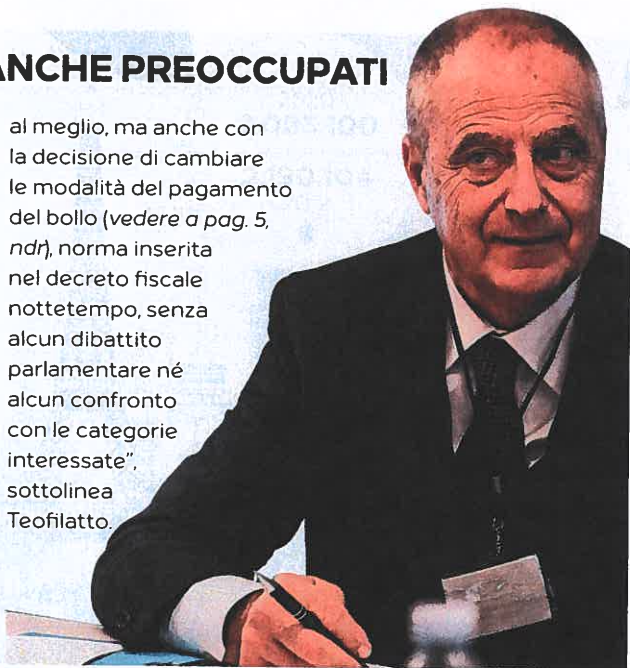 ANCHE PREOCCUPATI
al meglio, ma anche con
la decisione di cambiare
le modalità del pagamento
del bollo (vedere a pag. 5,
ndr), norma inserita
nel decreto fiscale
nottetempo, senza
alcun dibattito
parlamentare né
alcun confronto
con le categorie
interessate”,
sottolinea
Teofilatto.